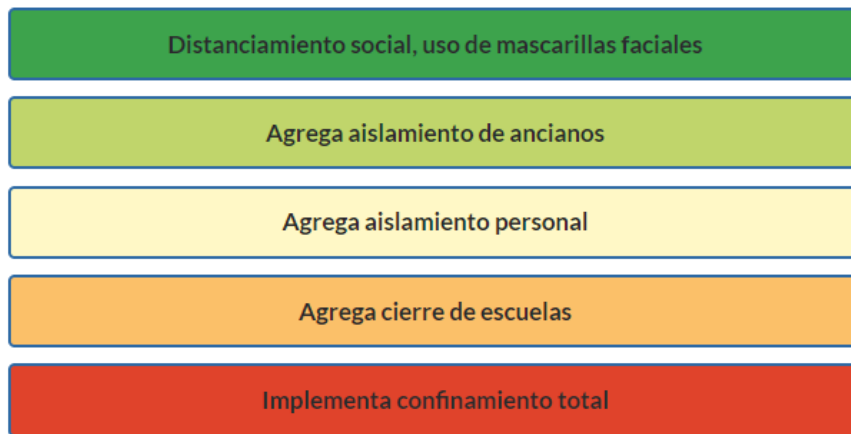 Distanciamiento social, uso de mascarillas faciales
Agrega aislamiento de ancianos
Agrega aislamiento personal
Agrega cierre de escuelas
Implementa confinamiento total